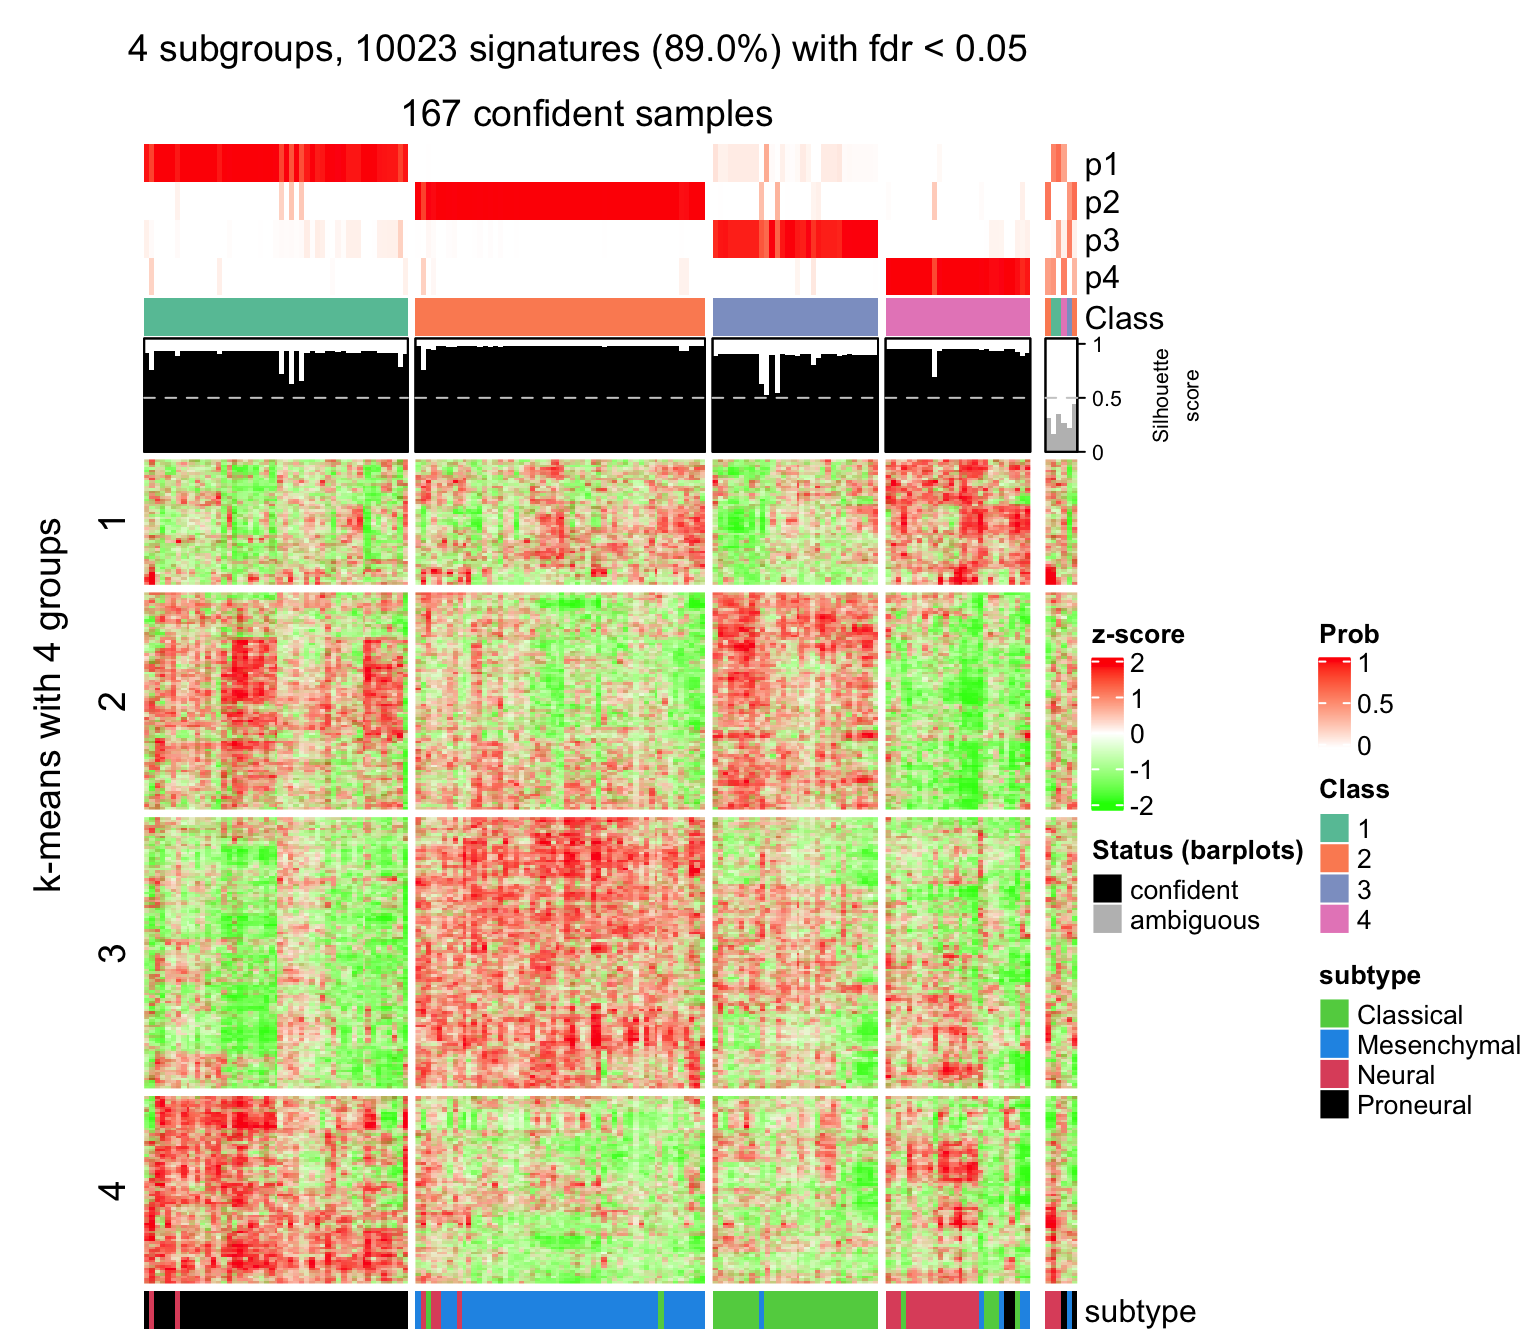 4 subgroups, 10023 signatures (89.0%) with fdr < 0.05
167 confident samples
p1
p2
p3
p4
Class
1
0.5
0
Silhouette
score
k-means with 4 groups
1
2
3
4
subtype
z-score
2
1
0
-1
-2
Status (barplots)
confident
ambiguous
Prob
1
0.5
0
Class
1
2
3
4
subtype
Classical
Mesenchymal
Neural
Proneural